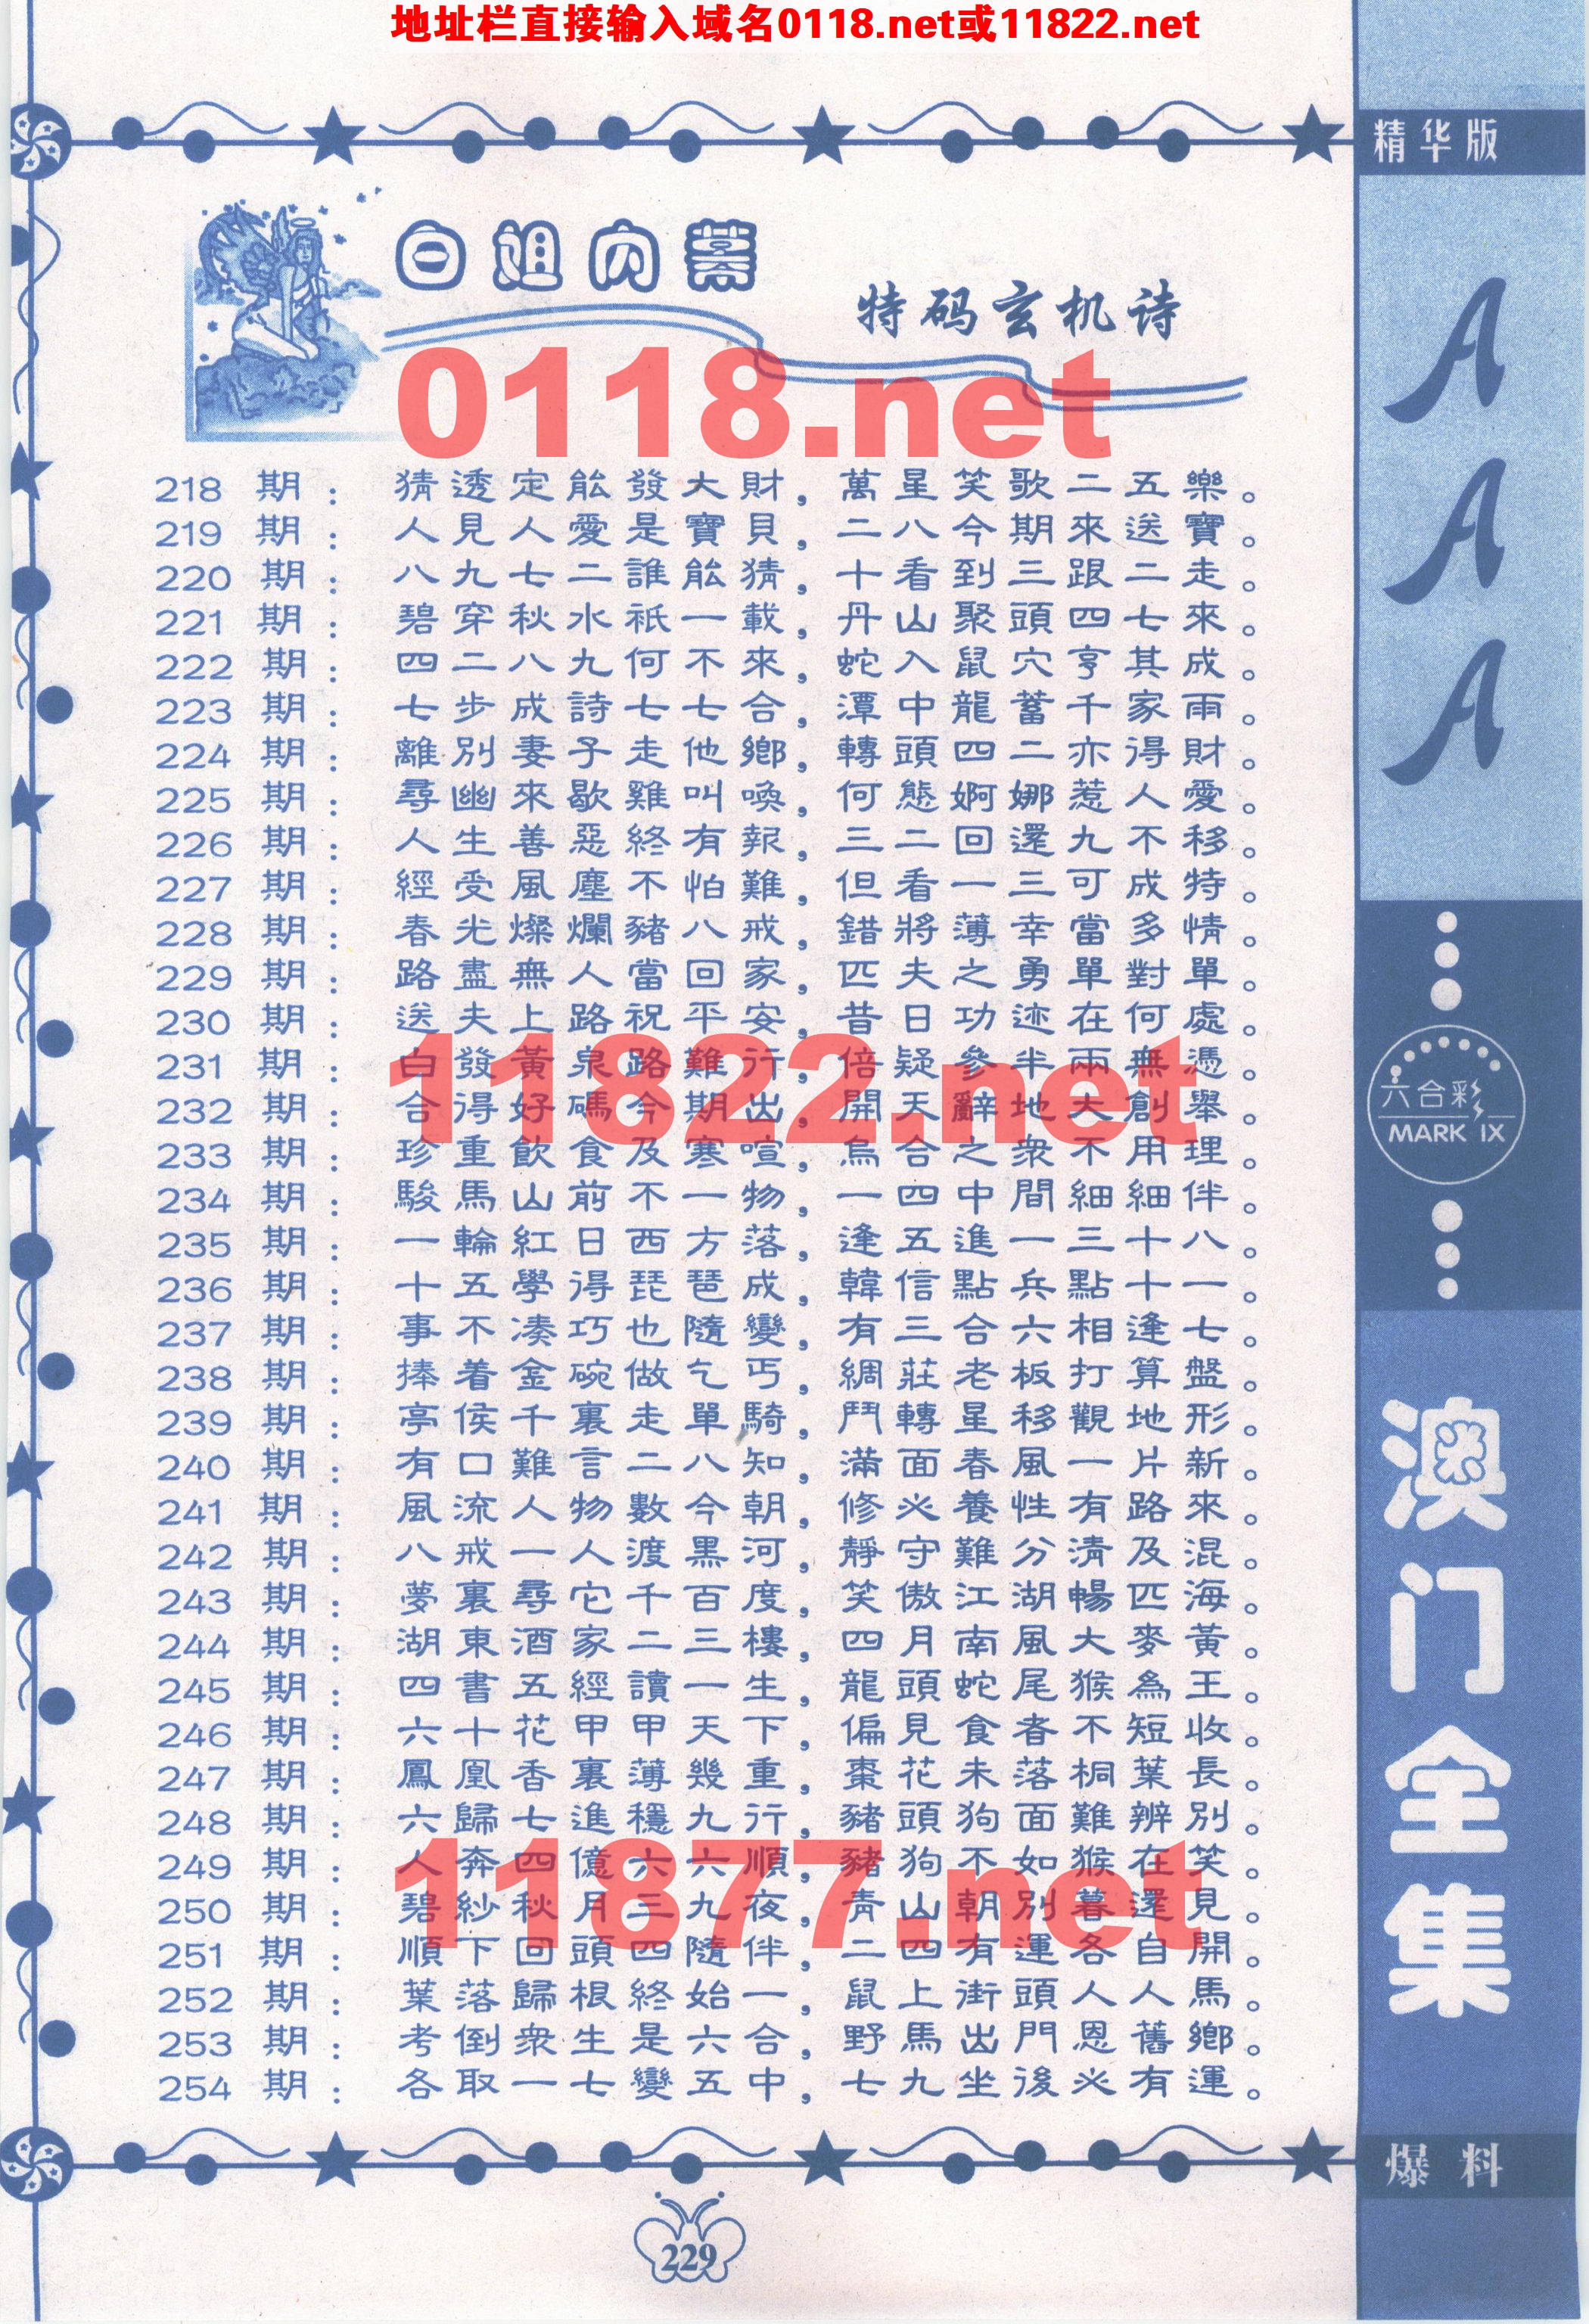 地址栏直接输入域名0118.net或11822.net
精华版
白姐内幕
特码玄机诗
0118.net
218 期：猜透定能發大財，萬星笑歌二五樂。
219 期：人見人愛是寶貝，二八今期來送寶。
220 期：八九七二誰能猜，十看到三跟二走。
221 期：碧穿秋水祇一載，丹山聚頭四七來。
222 期：四二八九何不來，蛇入鼠穴亨其成。
223 期：七步成詩七七合，潭中龍蓄千家雨。
224 期：離別妻子走他鄉，轉頭四二亦得財。
225 期：尋幽來歇雞叫喚，何態婀娜惹人愛。
226 期：人生善惡終有報，三二回還九不移。
227 期：經受風塵不怕難，但看一三可成特。
228 期：春光燦爛豬八戒，錯將薄幸當多情。
229 期：路盡無人當回家，匹夫之勇單對單。
230 期：送夫上路祝平安，昔日功迹在何處。
231 期：白發黃泉路難行，倍疑參半兩無憑。
232 期：合得好碼今期出，開天辭地大創舉。
233 期：珍重飲食及寒喧，烏合之衆不用理。
234 期：駿馬山前不一物，一四中間細細伴。
235 期：一輪紅日西方落，逢五進一三十八。
236 期：十五學得琵琶成，韓信點兵點十一。
237 期：事不凑巧也隨變，有三合六相逢七。
238 期：捧着金碗做乞丐，綢莊老板打算盤。
239 期：亭侯千裏走單騎，鬥轉星移觀地形。
240 期：有口難言二八知，滿面春風一片新。
241 期：風流人物數今朝，修必養性有路來。
242 期：八戒一人渡黑河，靜守難分清及混。
243 期：夢裏尋它千百度，笑傲江湖暢匹海。
244 期：湖東酒家二三樓，四月南風大麥黃。
245 期：四書五經讀一生，龍頭蛇尾猴為王。
246 期：六十花甲甲天下，偏見食者不短收。
247 期：鳳凰香裏薄幾重，棗花未落桐葉長。
248 期：六歸七進穩九行，豬頭狗面難辨別。
249 期：人奔四億六六順，豬狗不如猴在笑。
250 期：碧紗秋月三九夜，青山朝別暮還見。
251 期：順下回頭四隨伴，二四有運各自開。
252 期：葉落歸根終始一，鼠上街頭人人馬。
253 期：考倒衆生是六合，野馬出門恩舊鄉。
254 期：各取一七變五中，七九坐後必有運。
11822.net
11877.net
229
A
A
A
六合彩
MARK IX
澳门全集
爆料